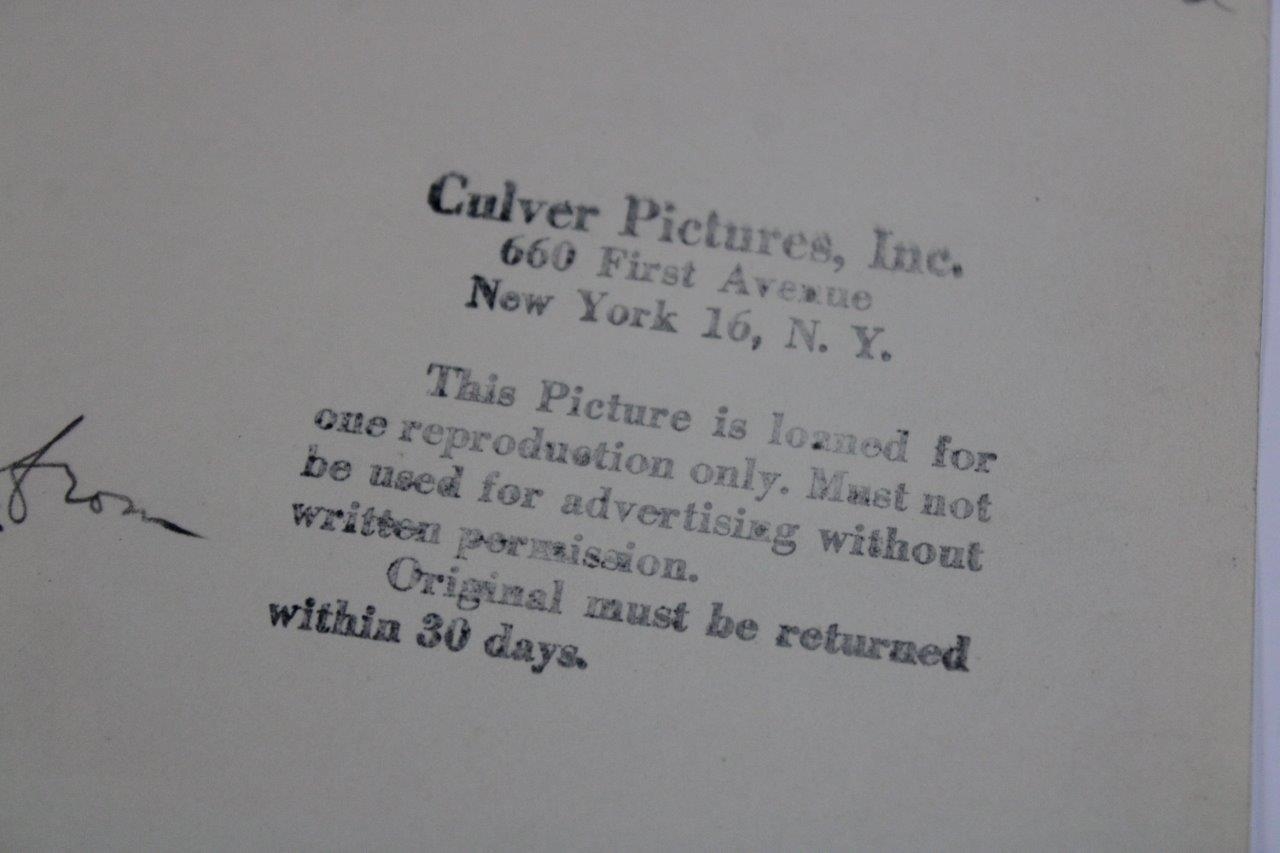 Culver Pictures, Inc.
660 First Avenue
New York 16, N. Y.
This Picture is loaned for
one reproduction only. Must not
be used for advertising without
written permission.
Original must be returned
within 30 days.
from